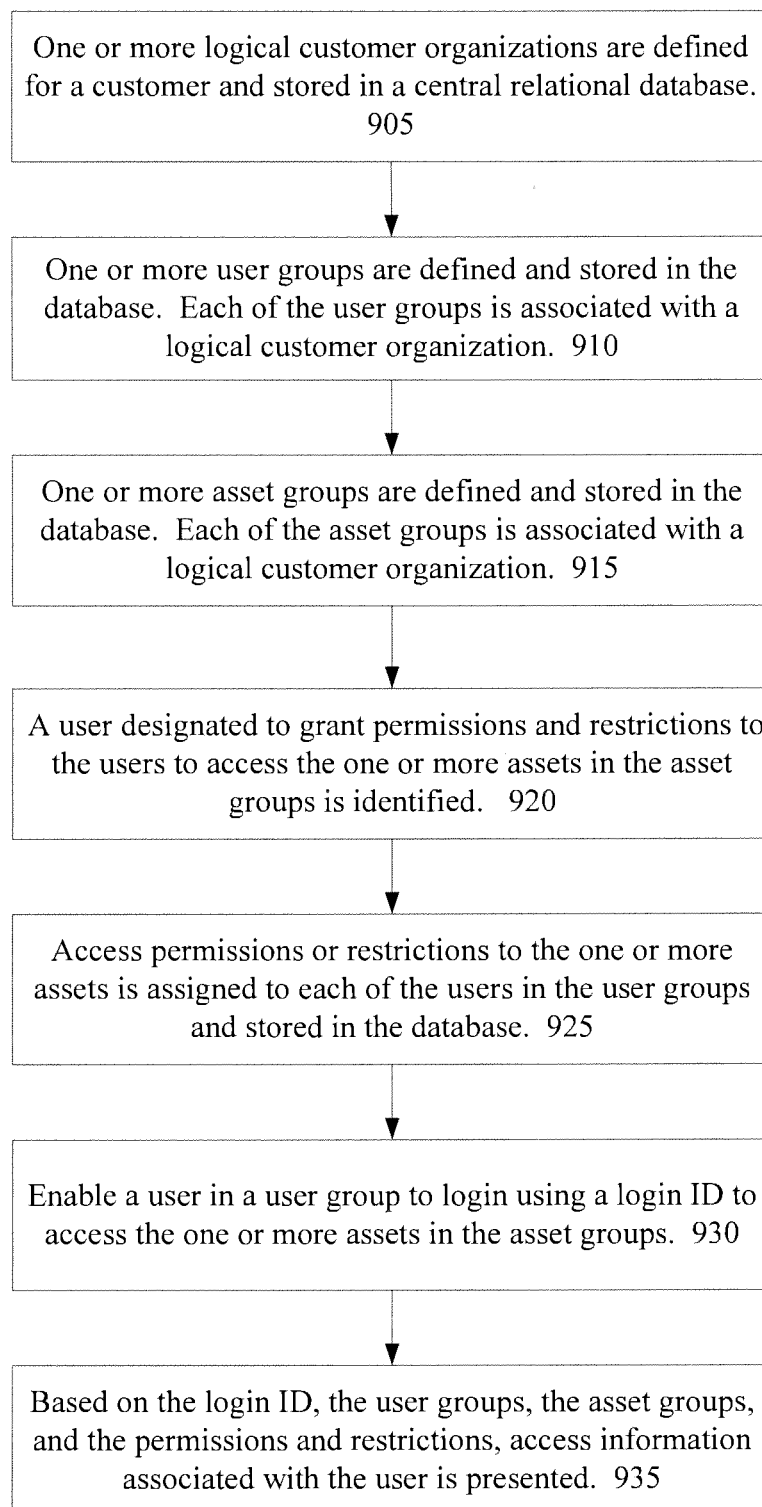 One or more logical customer organizations are defined
for a customer and stored in a central relational database.
905
One or more user groups are defined and stored in the
database. Each of the user groups is associated with a
logical customer organization. 910
One or more asset groups are defined and stored in the
database. Each of the asset groups is associated with a
logical customer organization. 915
A user designated to grant permissions and restrictions to
the users to access the one or more assets in the asset
groups is identified. 920
Access permissions or restrictions to the one or more
assets is assigned to each of the users in the user groups
and stored in the database. 925
Enable a user in a user group to login using a login ID to
access the one or more assets in the asset groups. 930
Based on the login ID, the user groups, the asset groups,
and the permissions and restrictions, access information
associated with the user is presented. 935